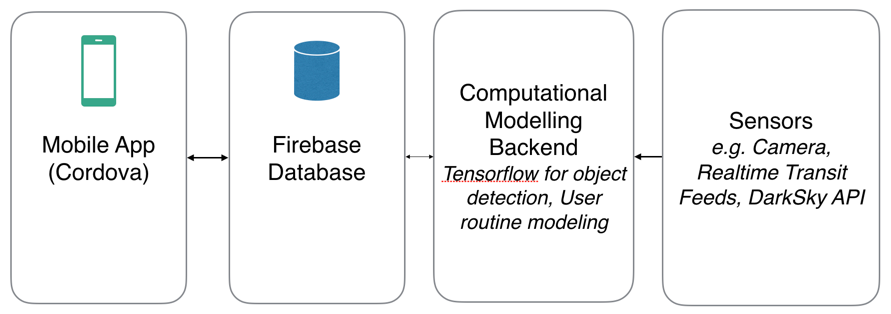 Mobile App
(Cordova)
Firebase
Database
Computational
Modelling
Backend
Tensorflow for object
detection, User
routine modeling
Sensors
e.g. Camera,
Realtime Transit
Feeds, DarkSky API